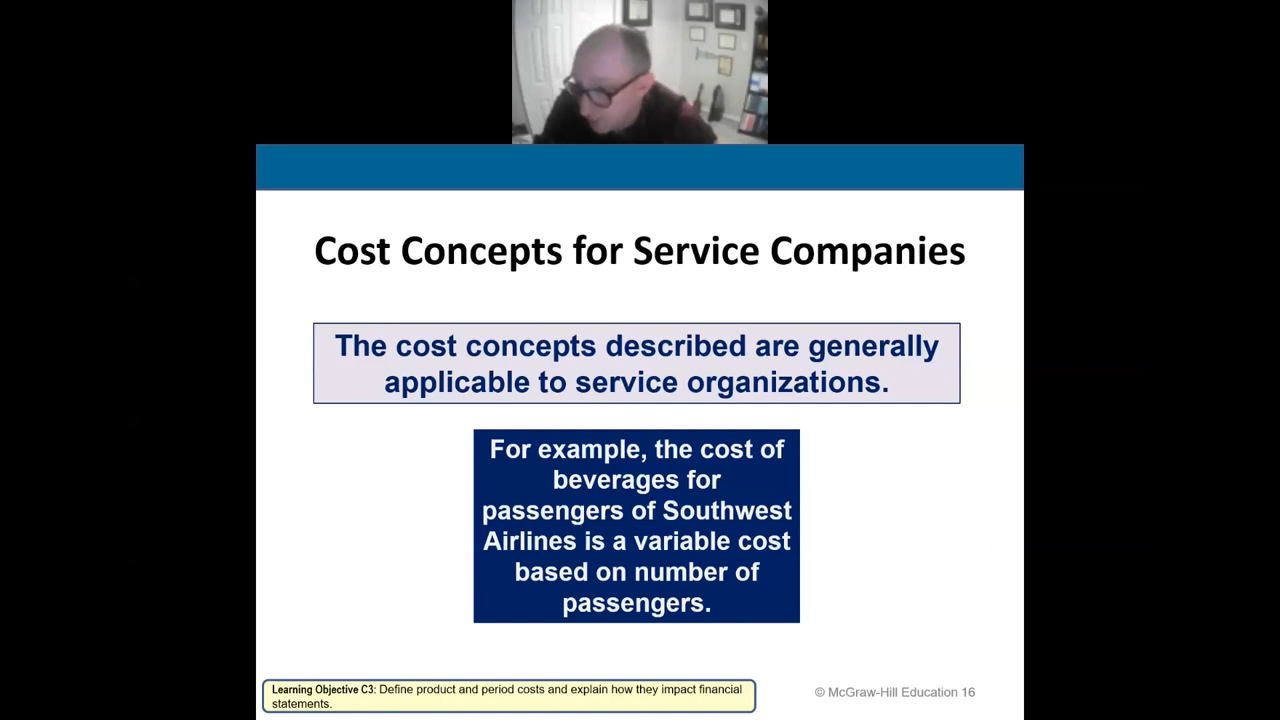 Cost Concepts for Service Companies
The cost concepts described are generally
applicable to service organizations.
For example, the cost of
beverages for
passengers of Southwest
Airlines is a variable cost
based on number of
passengers.
Learning Objective C3: Define product and period costs and explain how they impact financial
statements.
© McGraw-Hill Education 16